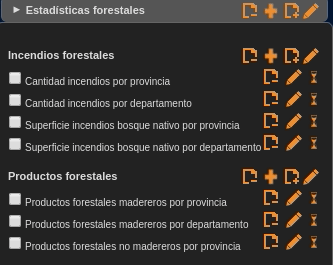 Estadísticas forestales
Incendios forestales
Cantidad incendios por provincia
Cantidad incendios por departamento
Superficie incendios bosque nativo por provincia
Superficie incendios bosque nativo por departamento
Productos forestales
Productos forestales madereros por provincia
Productos forestales madereros por departamento
Productos forestales no madereros por provincia